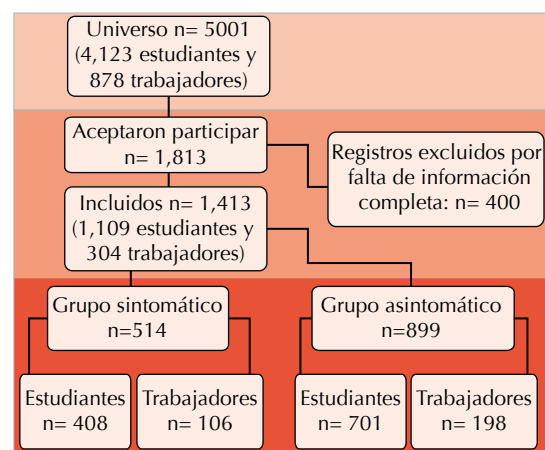 Universo n= 5001
(4,123 estudiantes y
878 trabajadores)
Aceptaron participar
n= 1,813
Registros excluidos por
falta de información
completa: n= 400
Incluidos n= 1,413
(1,109 estudiantes y
304 trabajadores)
Grupo sintomático
n=514
Grupo asintomático
n=899
Estudiantes
n= 408
Trabajadores
n= 106
Estudiantes
n= 701
Trabajadores
n= 198